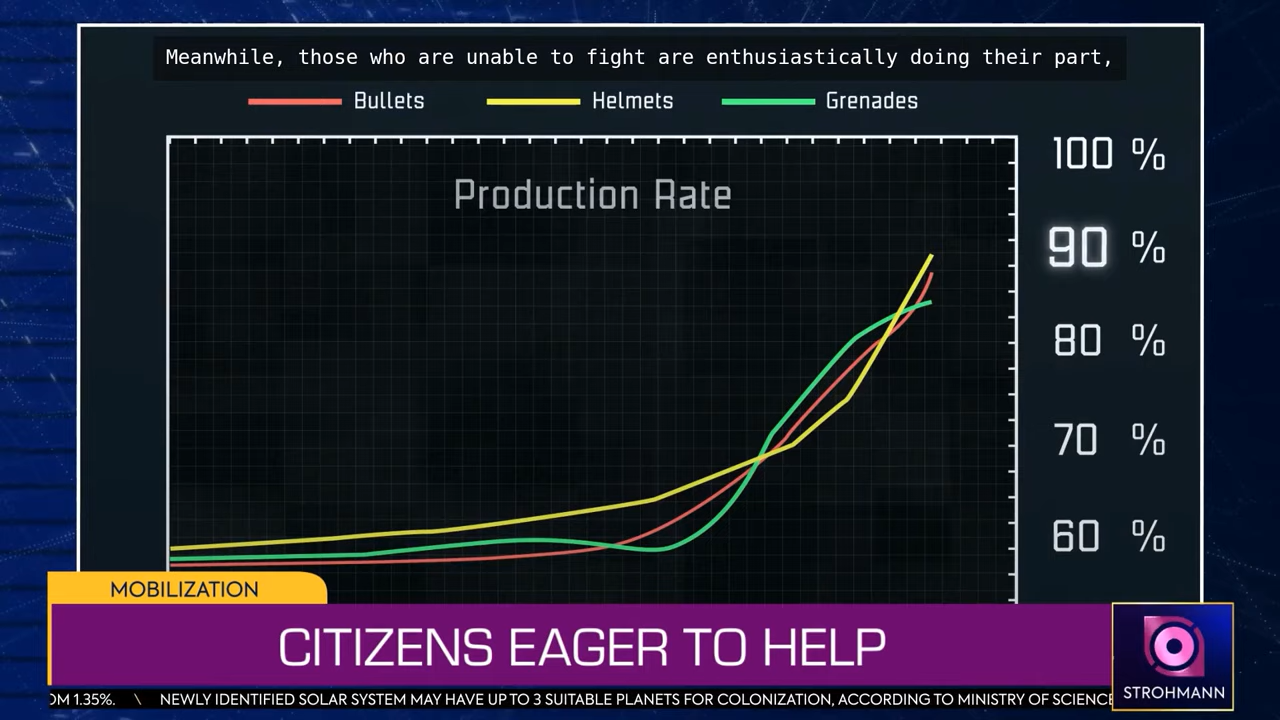 Meanwhile, those who are unable to fight are enthusiastically doing their part,
Bullets Helmets Grenades
Production Rate
100 %
90 %
80 %
70 %
60 %
MOBILIZATION
CITIZENS EAGER TO HELP
STROHMANN
1.35%. \ NEWLY IDENTIFIED SOLAR SYSTEM MAY HAVE UP TO 3 SUITABLE PLANETS FOR COLONIZATION, ACCORDING TO MINISTRY OF SCIENCE